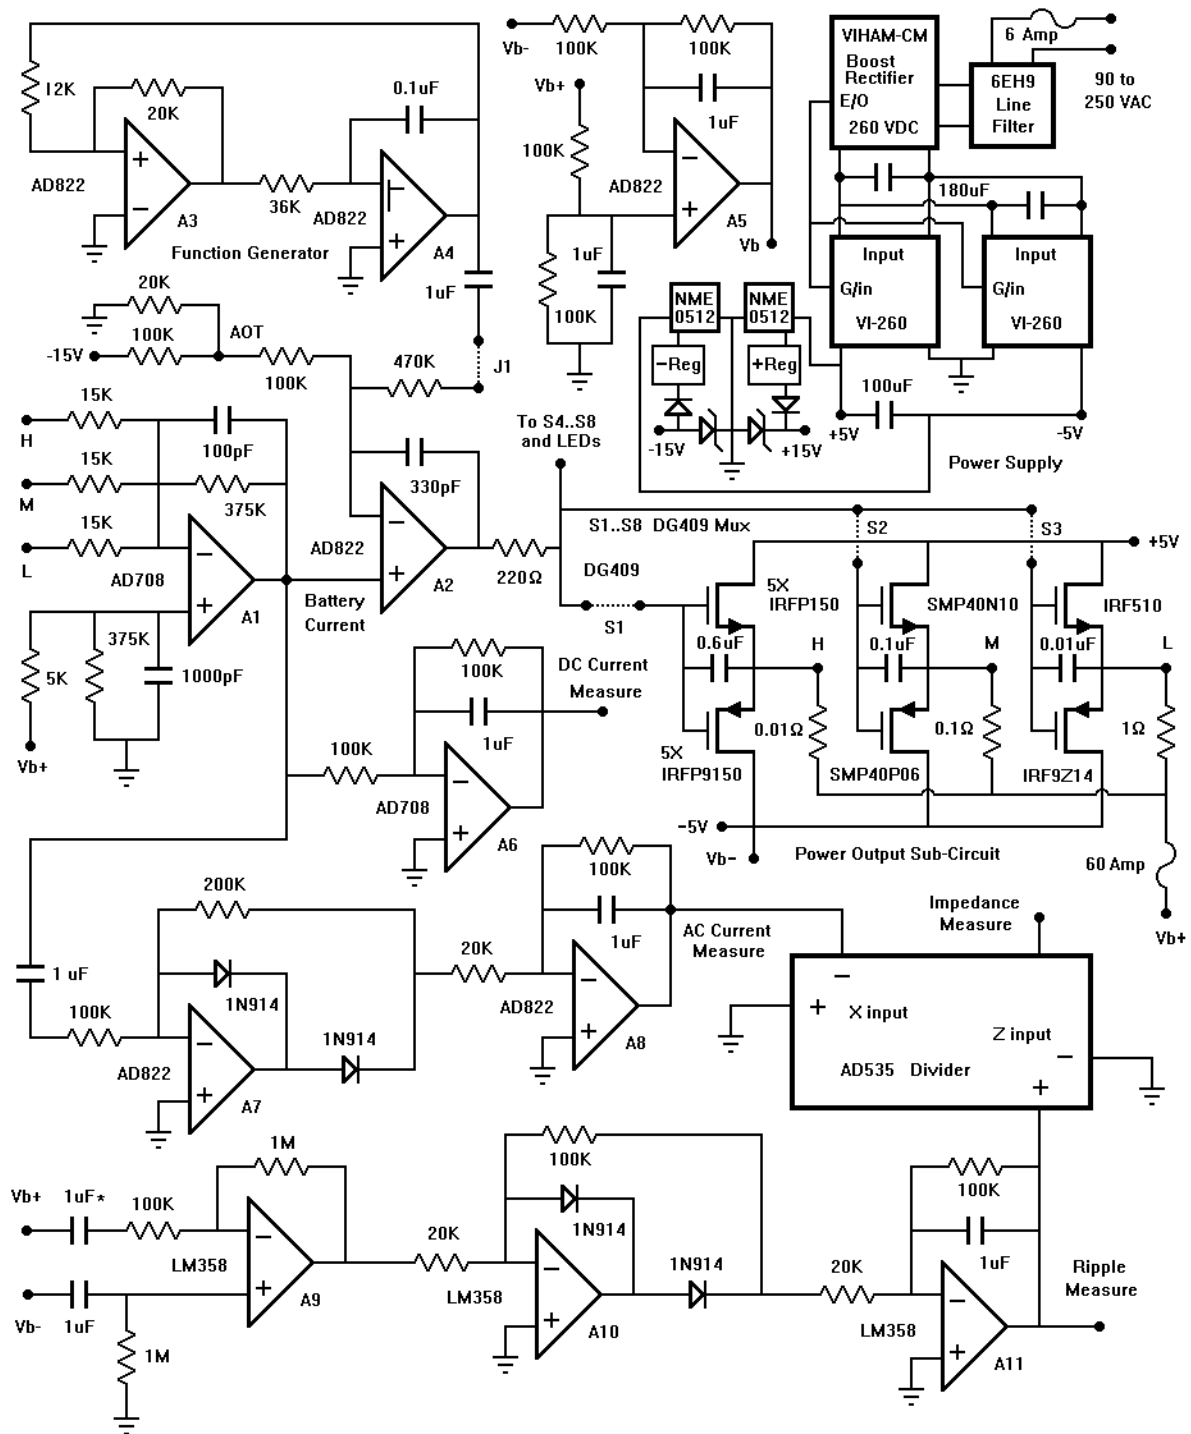 Vb-
100K
100K
VIHAM-CM
Boost
Rectifier
E/O
260 VDC
6 Amp
6EH9
Line
Filter
90 to
250 VAC
12K
20K
0.1uF
Vb+
1uF
100K
AD822
+
−
A3
36K
AD822
−
+
A4
Function Generator
AD822
−
+
A5
Vb
180uF
1uF
1uF
100K
Input
G/in
VI-260
Input
G/in
VI-260
20K
100K
-15V
AOT
100K
470K
J1
NME
0512
NME
0512
−Reg
+Reg
-15V
+15V
100uF
+5V
-5V
Power Supply
15K
H
100pF
15K
M
375K
15K
L
AD708
−
+
A1
330pF
AD822
−
+
A2
220Ω
To S4..S8
and LEDs
S1..S8 DG409 Mux
S2
S3
+5V
DG409
S1
Battery
Current
5X
IRFP150
SMP40N10
IRF510
0.6uF
H
0.1uF
M
0.01uF
L
375K
5K
1000pF
Vb+
100K
DC Current
Measure
1uF
100K
AD708
−
+
A6
0.01Ω
0.1Ω
1Ω
5X
IRFP9150
SMP40P06
IRF9Z14
−5V
Vb-
Power Output Sub-Circuit
60 Amp
Vb+
200K
100K
1uF
AC Current
Measure
Impedance
Measure
1 uF
100K
1N914
1N914
20K
AD822
−
+
A7
AD822
−
+
A8
−
+
X input
Z input
−
+
AD535 Divider
1M
Vb+
1uF*
100K
LM358
−
+
A9
Vb-
1uF
1M
100K
1N914
20K
LM358
−
+
A10
1N914
100K
1uF
20K
LM358
−
+
A11
Ripple
Measure